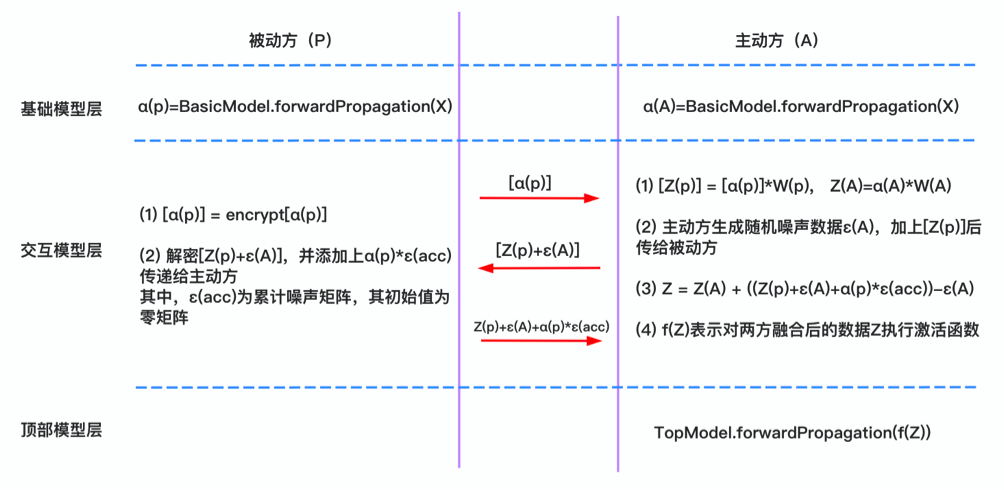 被动方（P）
主动方（A）
基础模型层
α(p)=BasicModel.forwardPropagation(X)
α(A)=BasicModel.forwardPropagation(X)
交互模型层
(1) [α(p)] = encrypt[α(p)]
(2) 解密[Z(p)+ε(A)]，并添加上α(p)*ε(acc)
传递给主动方
其中，ε(acc)为累计噪声矩阵，其初始值为
零矩阵
[α(p)]
[Z(p)+ε(A)]
Z(p)+ε(A)+α(p)*ε(acc)
(1) [Z(p)] = [α(p)]*W(p)， Z(A)=α(A)*W(A)
(2) 主动方生成随机噪声数据ε(A)，加上[Z(p)]后
传给被动方
(3) Z = Z(A) + ((Z(p)+ε(A)+α(p)*ε(acc))-ε(A)
(4) f(Z)表示对两方融合后的数据Z执行激活函数
顶部模型层
TopModel.forwardPropagation(f(Z))